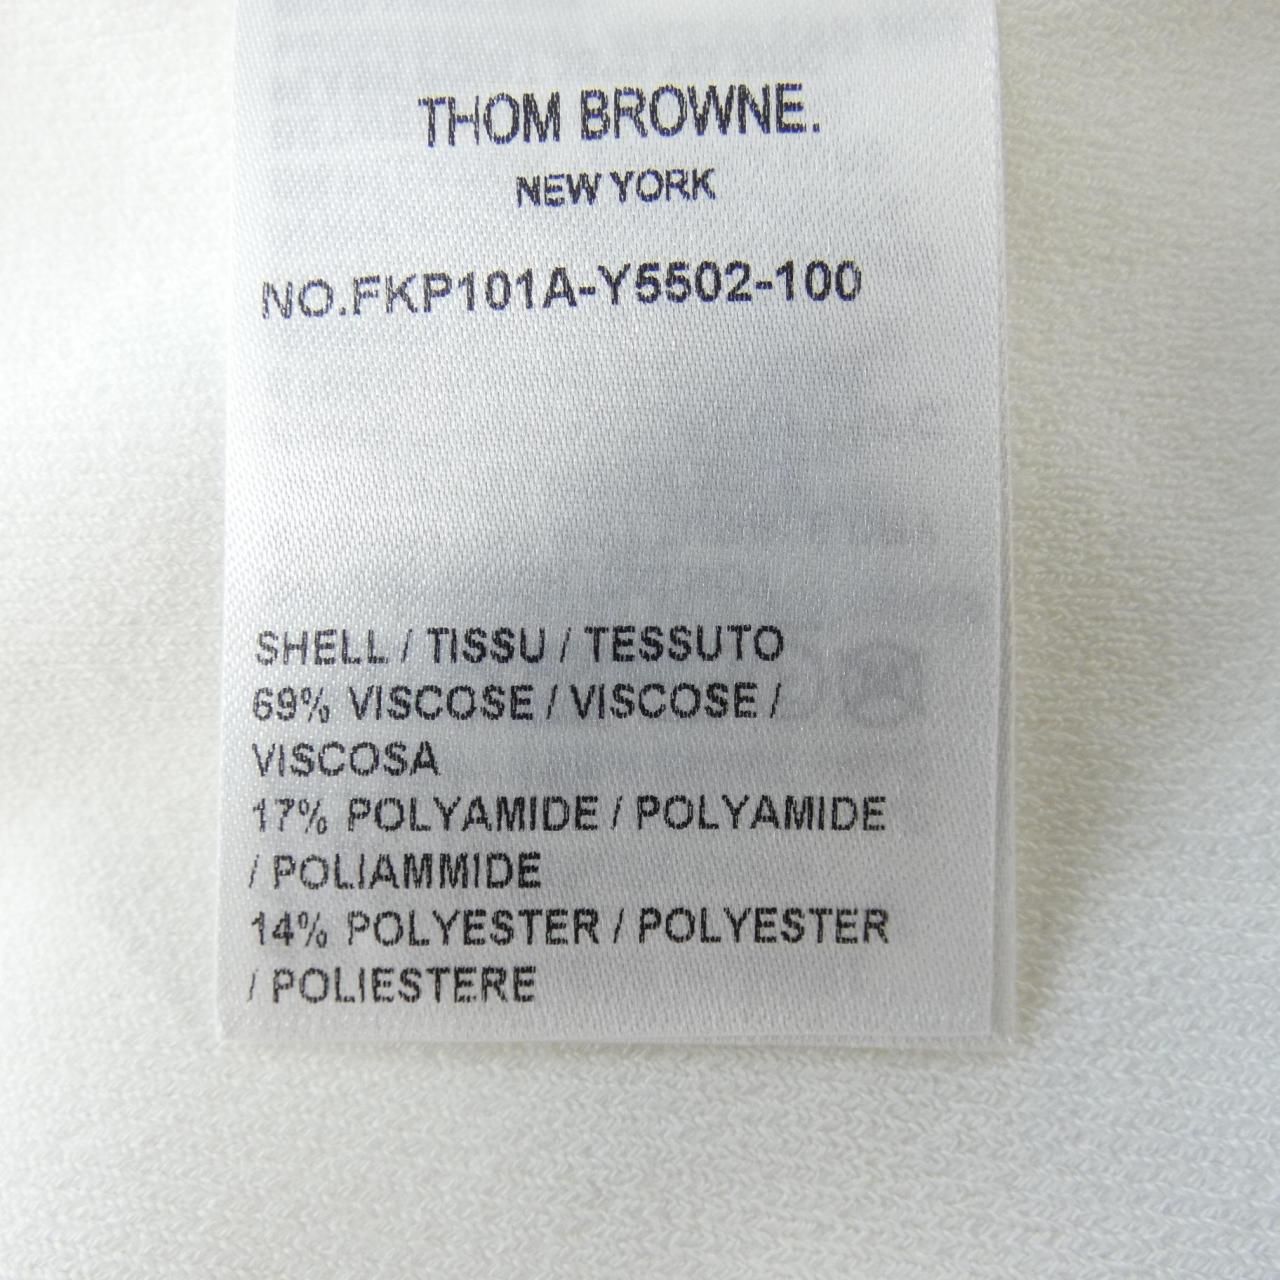 THOM BROWNE.
NEW YORK
NO.FKP101A-Y5502-100
SHELL / TISSU / TESSUTO
69% VISCOSE / VISCOSE /
VISCOSA
17% POLYAMIDE / POLYAMIDE
/ POLIAMMIDE
14% POLYESTER / POLYESTER
/ POLIESTERE